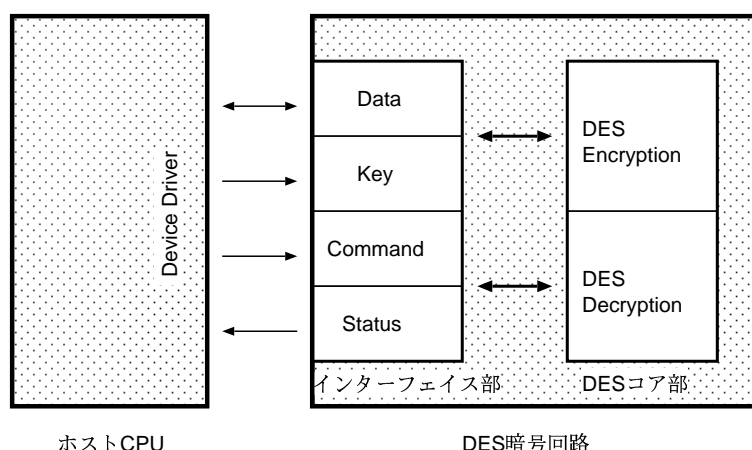 Device Driver
Data
Key
Command
Status
DES
Encryption
DES
Decryption
インターフェイス部
DESコア部
ホストCPU
DES暗号回路